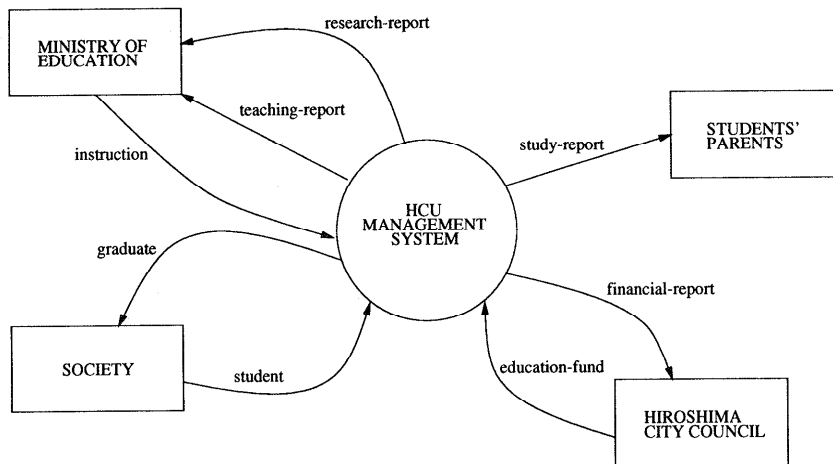 research-report
MINISTRY OF
EDUCATION
teaching-report
instruction
study-report
STUDENTS'
PARENTS
HCU
MANAGEMENT
SYSTEM
graduate
financial-report
SOCIETY
student
education-fund
HIROSHIMA
CITY COUNCIL